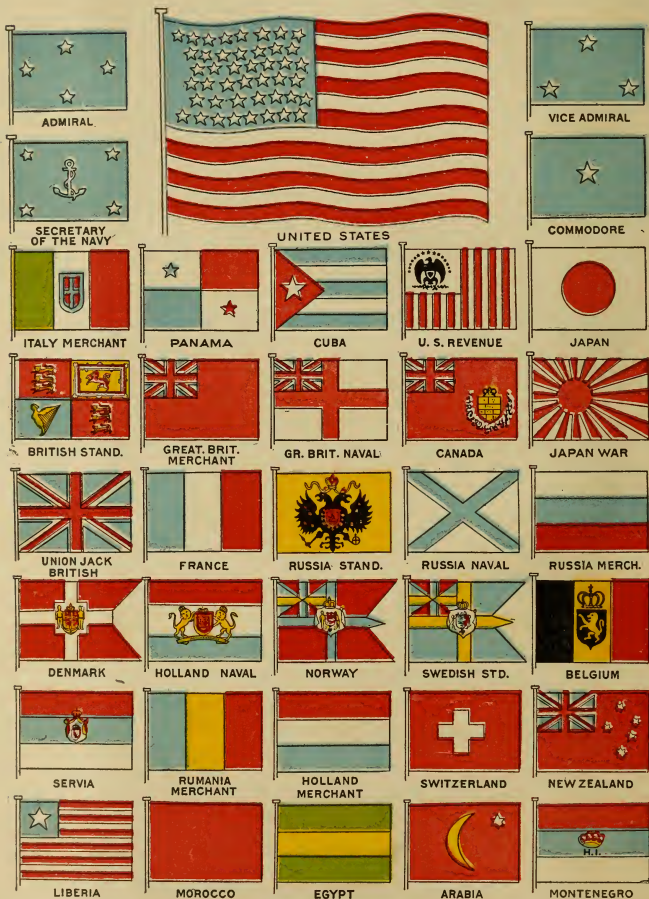 ADMIRAL
VICE ADMIRAL
SECRETARY
OF THE NAVY
UNITED STATES
COMMODORE
ITALY MERCHANT
PANAMA
CUBA
U. S. REVENUE
JAPAN
BRITISH STAND.
GREAT. BRIT.
MERCHANT
GR. BRIT. NAVAL
CANADA
JAPAN WAR
UNION JACK
BRITISH
FRANCE
RUSSIA STAND.
RUSSIA NAVAL
RUSSIA MERCH.
DENMARK
HOLLAND NAVAL
NORWAY
SWEDISH STD.
BELGIUM
SERVIA
RUMANIA
MERCHANT
HOLLAND
MERCHANT
SWITZERLAND
NEW ZEALAND
H.I.
LIBERIA
MOROCCO
EGYPT
ARABIA
MONTENEGRO